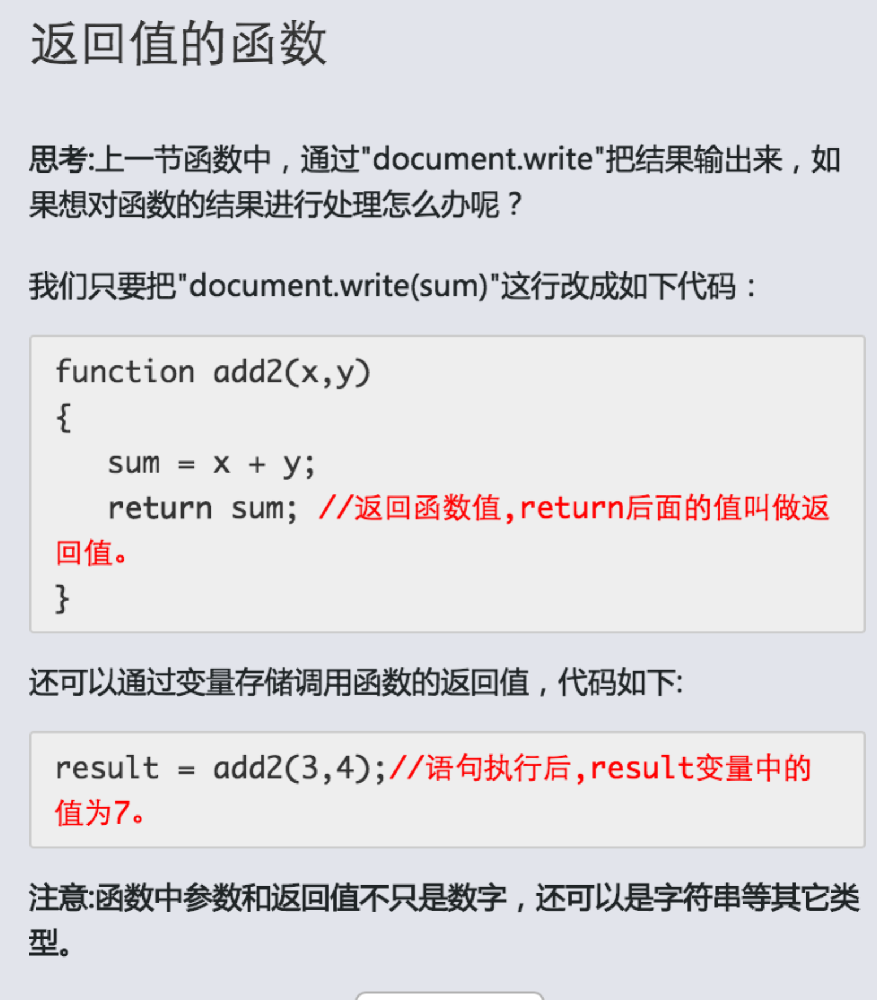 返回值的函数
思考:上一节函数中，通过"document.write"把结果输出来，如
果想对函数的结果进行处理怎么办呢？
我们只要把"document.write(sum)"这行改成如下代码：
function add2(x,y)
{
   sum = x + y;
   return sum; //返回函数值,return后面的值叫做返
回值。
}
还可以通过变量存储调用函数的返回值，代码如下:
result = add2(3,4);//语句执行后,result变量中的
值为7。
注意:函数中参数和返回值不只是数字，还可以是字符串等其它类
型。